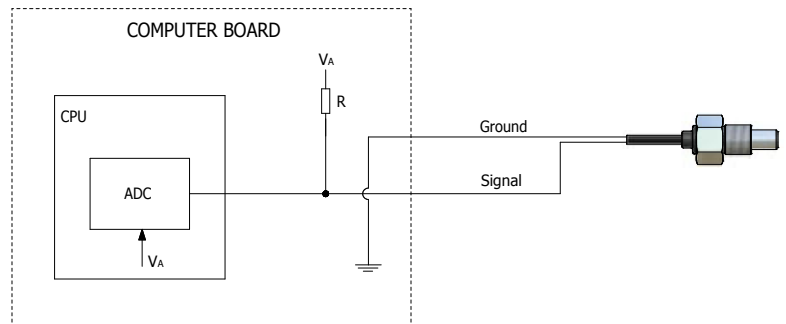 COMPUTER BOARD
VA
R
CPU
Ground
ADC
Signal
VA